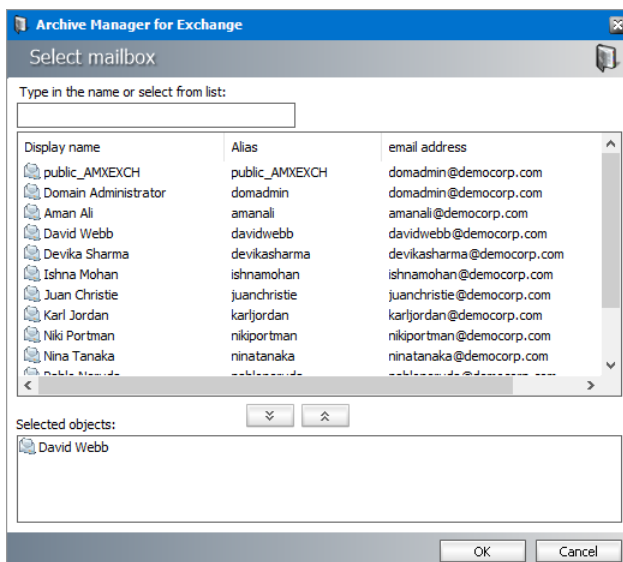 Archive Manager for Exchange
Select mailbox
Type in the name or select from list:
Display name Alias email address
public_AMXEXCH public_AMXEXCH domadmin@democorp.com
Domain Administrator domadmin domadmin@democorp.com
Aman Ali amanali amanali@democorp.com
David Webb davidwebb davidwebb@democorp.com
Devika Sharma devikasharma devikasharma@democorp.com
Ishna Mohan ishnamohan ishnamohan@democorp.com
Juan Christie juanchristie juanchristie@democorp.com
Karl Jordan karljordan karljordan@democorp.com
Niki Portman nikiportman nikiportman@democorp.com
Nina Tanaka ninatanaka ninatanaka@democorp.com
Selected objects:
David Webb
OK Cancel